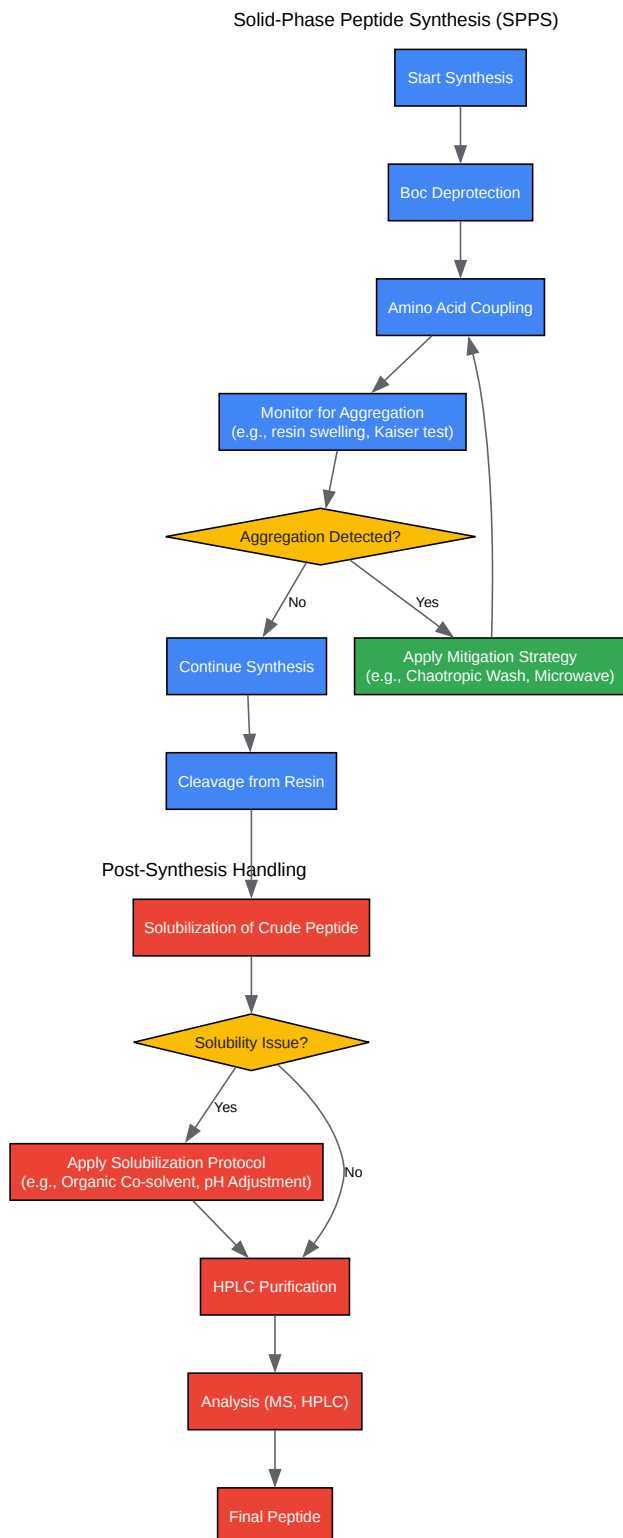 Solid-Phase Peptide Synthesis (SPPS)
Start Synthesis
Boc Deprotection
Amino Acid Coupling
Monitor for Aggregation
(e.g., resin swelling, Kaiser test)
Aggregation Detected?
No
Yes
Continue Synthesis
Apply Mitigation Strategy
(e.g., Chaotropic Wash, Microwave)
Cleavage from Resin
Post-Synthesis Handling
Solubilization of Crude Peptide
Solubility Issue?
Yes
No
Apply Solubilization Protocol
(e.g., Organic Co-solvent, pH Adjustment)
HPLC Purification
Analysis (MS, HPLC)
Final Peptide